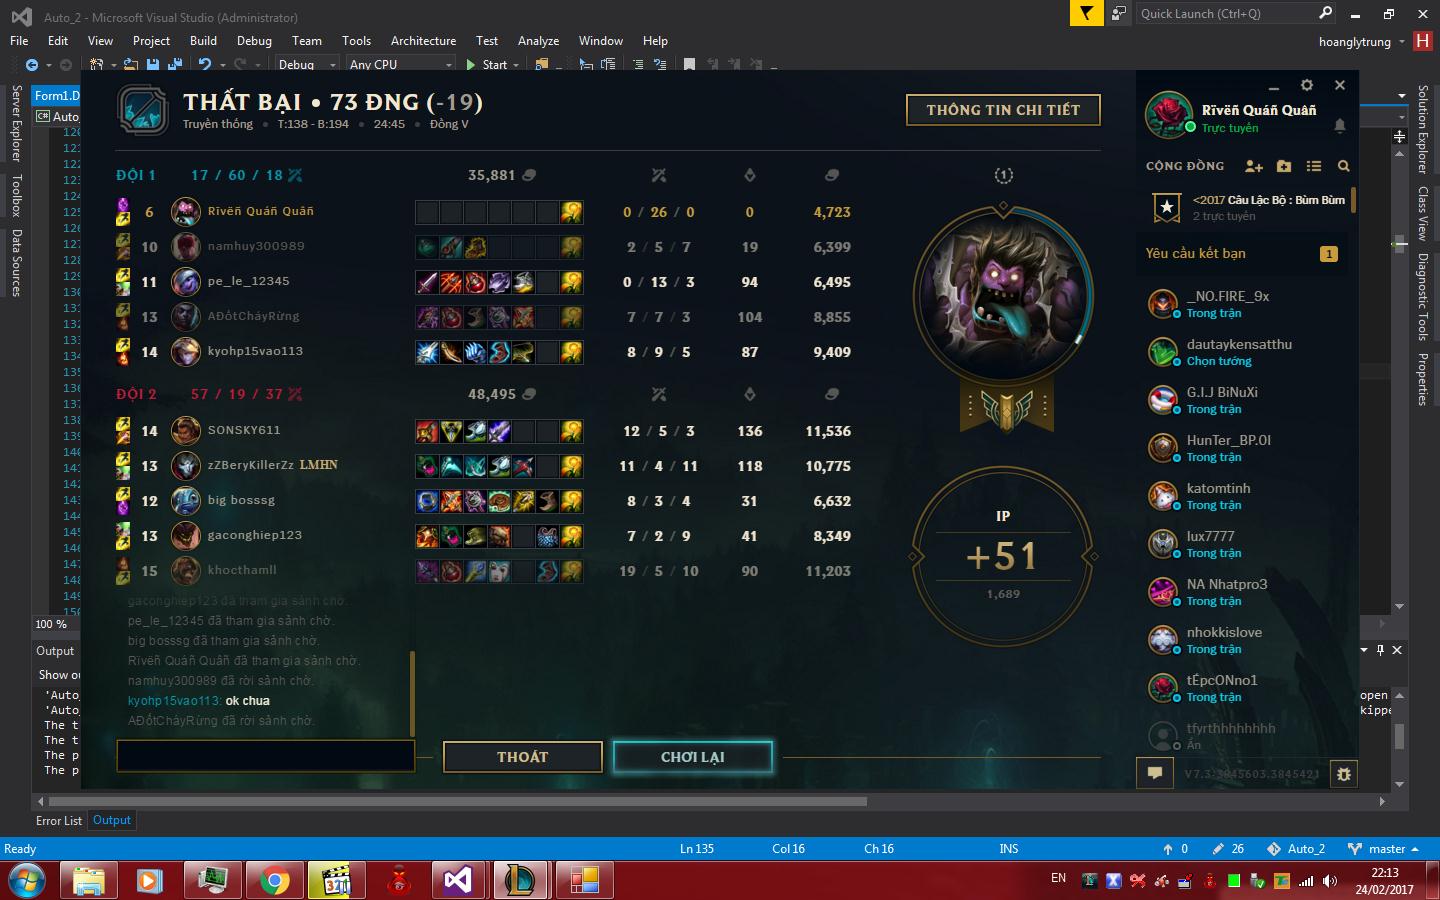 Auto_2 - Microsoft Visual Studio (Administrator)
Quick Launch (Ctrl+Q)
File Edit View Project Build Debug Team Tools Architecture Test Analyze Window Help
hoanglytrung H
Debug Any CPU Start
Server Explorer
Toolbox
Data Sources
Solution Explorer
Class View
Diagnostic Tools
Properties
Form1.D
C# Auto_
THẤT BẠI • 73 ĐNG (-19)
Truyền thống • T:138 - B:194 • 24:45 • Đồng V
THÔNG TIN CHI TIẾT
ĐỘI 1 17 / 60 / 18 35,881
6 Rĩvëñ Quáñ Quâñ 0 / 26 / 0 0 4,723
10 namhuy300989 2 / 5 / 7 19 6,399
11 pe_le_12345 0 / 13 / 3 94 6,495
13 AĐốtCháyRừng 7 / 7 / 3 104 8,855
14 kyohp15vao113 8 / 9 / 5 87 9,409
ĐỘI 2 57 / 19 / 37 48,495
14 SONSKY611 12 / 5 / 3 136 11,536
13 zZBeryKillerZz LMHN 11 / 4 / 11 118 10,775
12 big bosssg 8 / 3 / 4 31 6,632
13 gaconghiep123 7 / 2 / 9 41 8,349
15 khocthamll 19 / 5 / 10 90 11,203
gaconghiep123 đã tham gia sảnh chờ.
pe_le_12345 đã tham gia sảnh chờ.
big bosssg đã tham gia sảnh chờ.
Rĩvëñ Quáñ Quâñ đã tham gia sảnh chờ.
namhuy300989 đã rời sảnh chờ.
kyohp15vao113: ok chua
AĐốtCháyRừng đã rời sảnh chờ.
THOÁT
CHƠI LẠI
1
IP
+51
1,689
Rĩvëñ Quáñ Quâñ
Trực tuyến
CỘNG ĐỒNG
<2017 Câu Lạc Bộ : Bùm Bùm
2 trực tuyến
Yêu cầu kết bạn 1
_NO.FIRE_9x
Trong trận
dautaykensatthu
Chọn tướng
G.I.J BiNuXi
Trong trận
HunTer_BP.0I
Trong trận
katomtinh
Trong trận
lux7777
Trong trận
NA Nhatpro3
Trong trận
nhokkislove
Trong trận
tÉpcONno1
Trong trận
tfyrthhhhhhhh
Ẩn
V7.3:3845603.3845421
100 %
Output
Show ou
'Auto_
'Auto_
The t
The t
The p
The p
open
kippe
Error List Output
Ready Ln 135 Col 16 Ch 16 INS 0 26 Auto_2 master
EN
22:13
24/02/2017